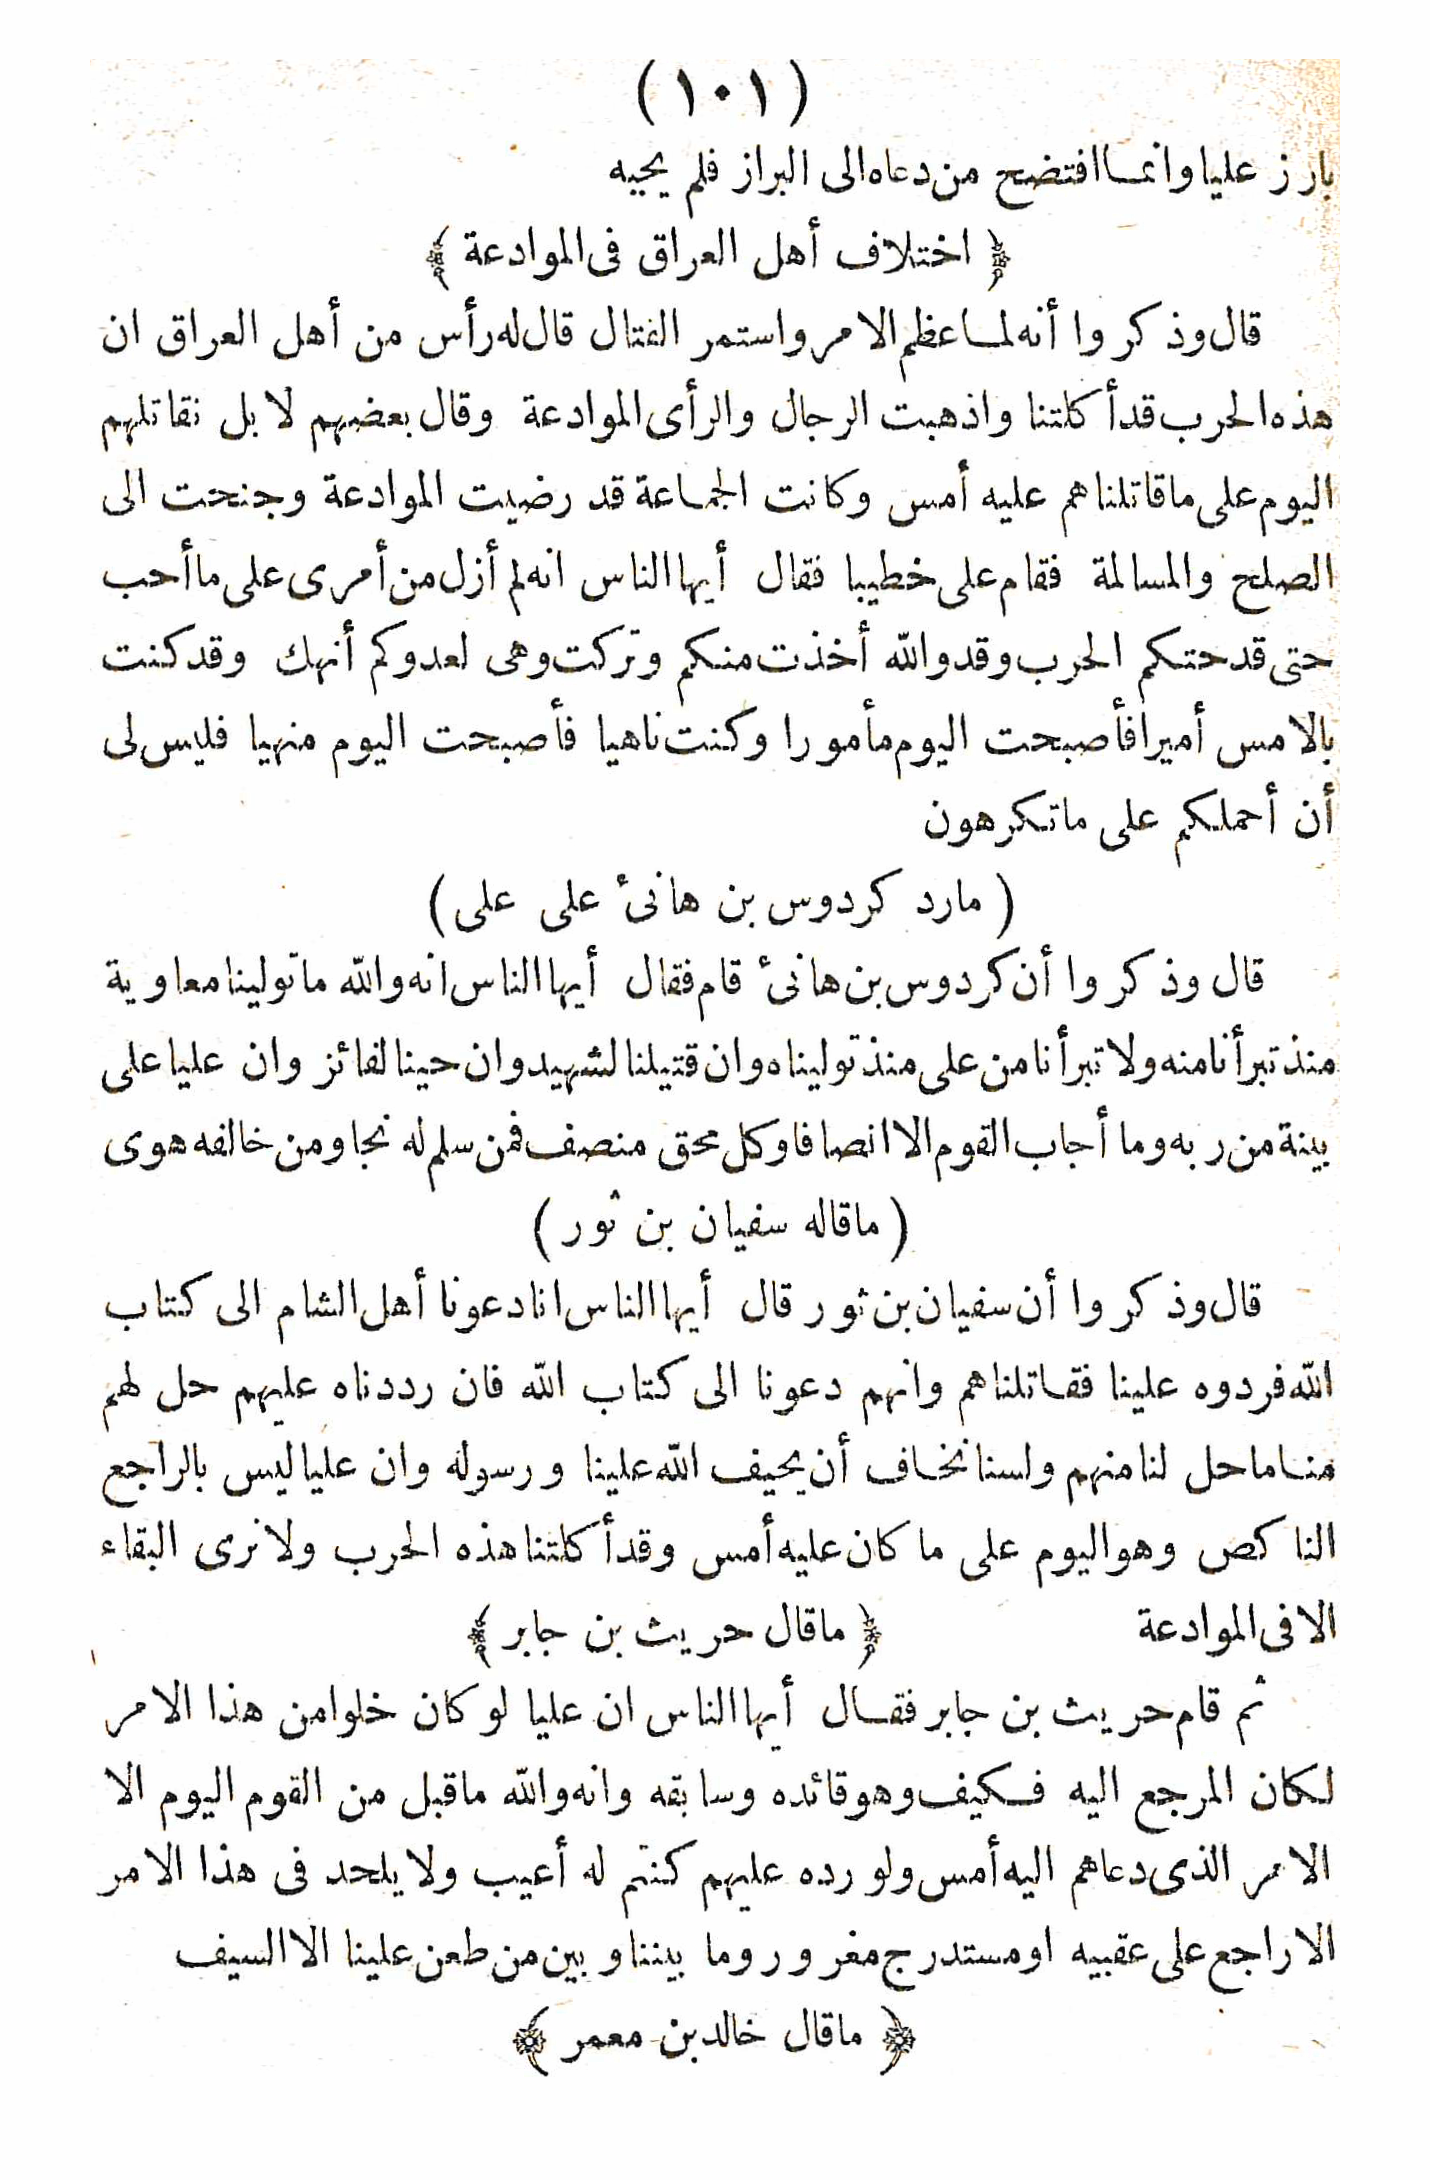 (١٠١)
بارز عليا وانما افتضح من دعاه الى البراز فلم يجبه
﴿ اختلاف أهل العراق فى الموادعة ﴾
قال وذكروا أنه لما عظم الامر واستمر القتال قال له رأس من أهل العراق ان
هذه الحرب قد أكلتنا واذهبت الرجال والرأى الموادعة وقال بعضهم لا بل نقاتلهم
اليوم على ما قاتلناهم عليه أمس وكانت الجماعة قد رضيت الموادعة وجنحت الى
الصلح والمسالمة فقام على خطيبا فقال أيها الناس انه لم أزل من أمرى على ما أحب
حتى قدحتكم الحرب وقد والله أخذت منكم وتركت وهى لعدوكم أنهك وقد كنت
بالامس أميرا فأصبحت اليوم مأمورا وكنت ناهيا فأصبحت اليوم منهيا فليس لى
أن أحملكم على ما تكرهون
( مارد كردوس بن هانئ على على )
قال وذكروا أن كردوس بن هانئ قام فقال أيها الناس انه والله ما تولينا معاوية
منذ تبرأنا منه ولا تبرأنا من على منذ توليناه وان قتيلنا لشهيد وان حينا لفائز وان عليا على
بينة من ربه وما أجاب القوم الا انصافا وكل محق منصف فمن سلم له نجا ومن خالفه هوى
( ماقاله سفيان بن ثور )
قال وذكروا أن سفيان بن ثور قال أيها الناس انا دعونا أهل الشام الى كتاب
الله فردوه علينا فقاتلناهم وانهم دعونا الى كتاب الله فان رددناه عليهم حل لهم
منا ما حل لنا منهم ولسنا نخاف أن يحيف الله علينا ورسوله وان عليا ليس بالراجع
الناكص وهو اليوم على ما كان عليه أمس وقد أكلتنا هذه الحرب ولا نرى البقاء
الا فى الموادعة ﴿ ماقال حريث بن جابر ﴾
ثم قام حريث بن جابر فقال أيها الناس ان عليا لو كان خلوا من هذا الامر
لكان المرجع اليه فكيف وهو قائده وسابقه وانه والله ماقبل من القوم اليوم الا
الامر الذى دعاهم اليه أمس ولو رده عليهم كنتم له أعيب ولا يلحد فى هذا الامر
الا راجع على عقبيه او مستدرج مغرور وما بيننا وبين من طعن علينا الا السيف
﴿ ماقال خالد بن معمر ﴾